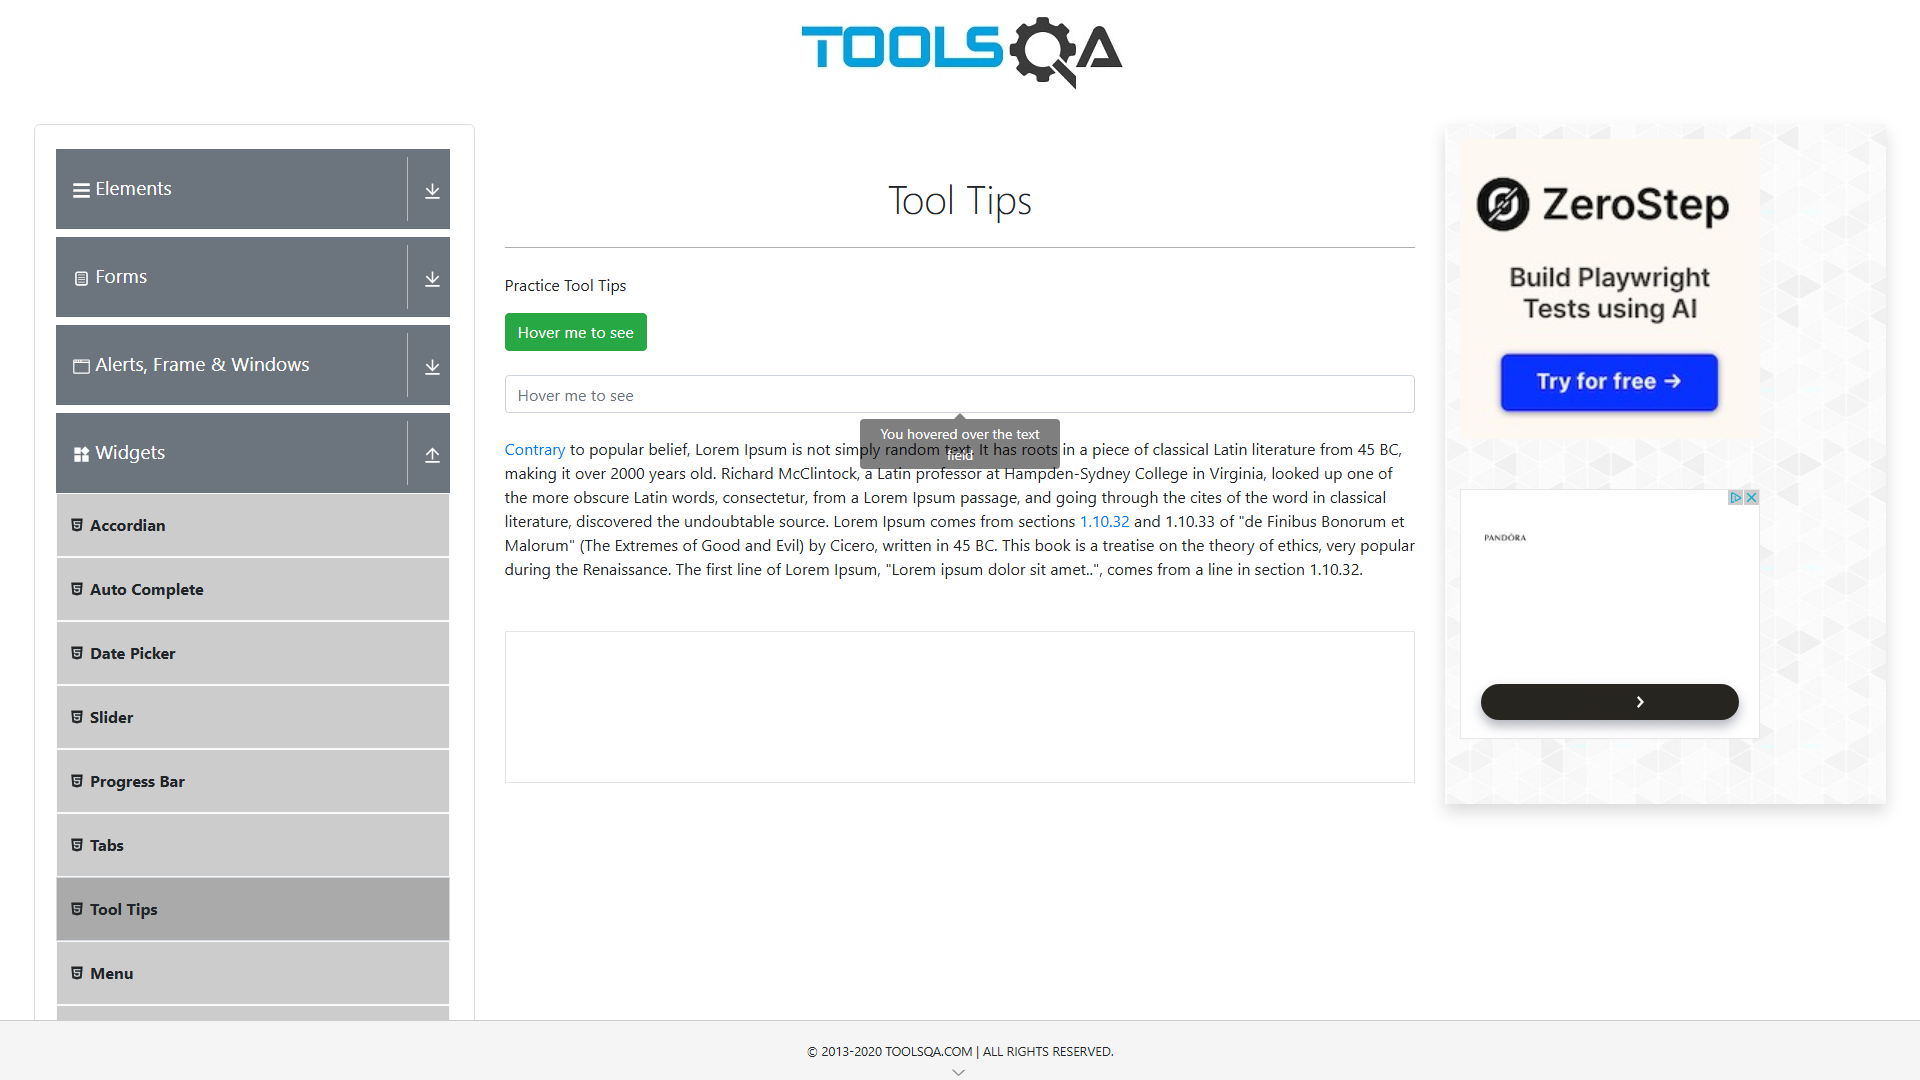 TOOLSQA
Elements
Forms
Alerts, Frame & Windows
Widgets
Accordian
Auto Complete
Date Picker
Slider
Progress Bar
Tabs
Tool Tips
Menu
Tool Tips
Practice Tool Tips
Hover me to see
Hover me to see
You hovered over the text
field
Contrary to popular belief, Lorem Ipsum is not simply random text. It has roots in a piece of classical Latin literature from 45 BC,
making it over 2000 years old. Richard McClintock, a Latin professor at Hampden-Sydney College in Virginia, looked up one of
the more obscure Latin words, consectetur, from a Lorem Ipsum passage, and going through the cites of the word in classical
literature, discovered the undoubtable source. Lorem Ipsum comes from sections 1.10.32 and 1.10.33 of "de Finibus Bonorum et
Malorum" (The Extremes of Good and Evil) by Cicero, written in 45 BC. This book is a treatise on the theory of ethics, very popular
during the Renaissance. The first line of Lorem Ipsum, "Lorem ipsum dolor sit amet..", comes from a line in section 1.10.32.
ZeroStep
Build Playwright
Tests using AI
Try for free →
PANDÓRA
© 2013-2020 TOOLSQA.COM | ALL RIGHTS RESERVED.